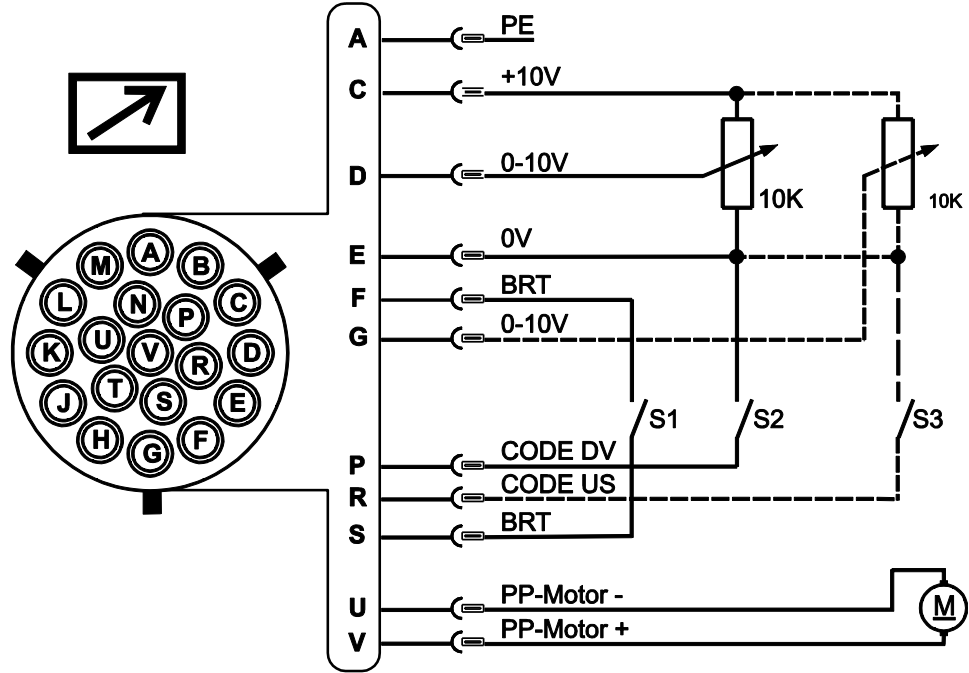 A PE
C +10V
D 0-10V 10K 10K
E 0V
F BRT
G 0-10V
S1 S2 S3
P CODE DV
R CODE US
S BRT
U PP-Motor -
V PP-Motor +
M
A
M B
L N P C
K U V R D
J T S E
H G F